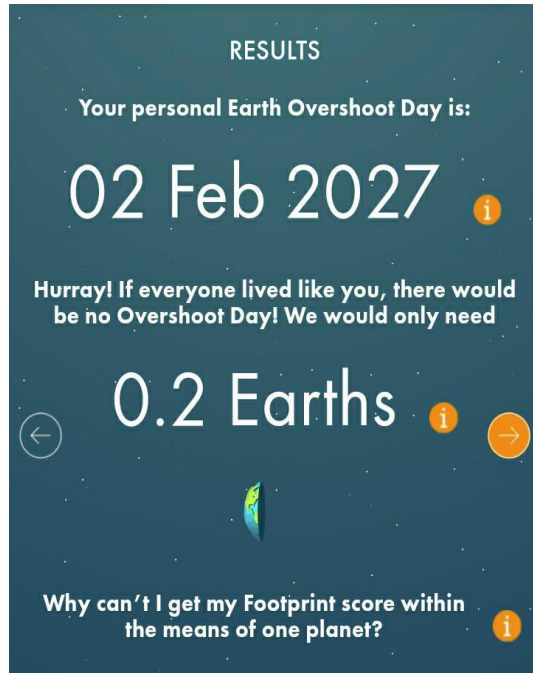 RESULTS
Your personal Earth Overshoot Day is:
02 Feb 2027
i
Hurray! If everyone lived like you, there would
be no Overshoot Day! We would only need
0.2 Earths
i
Why can't I get my Footprint score within
the means of one planet?
i